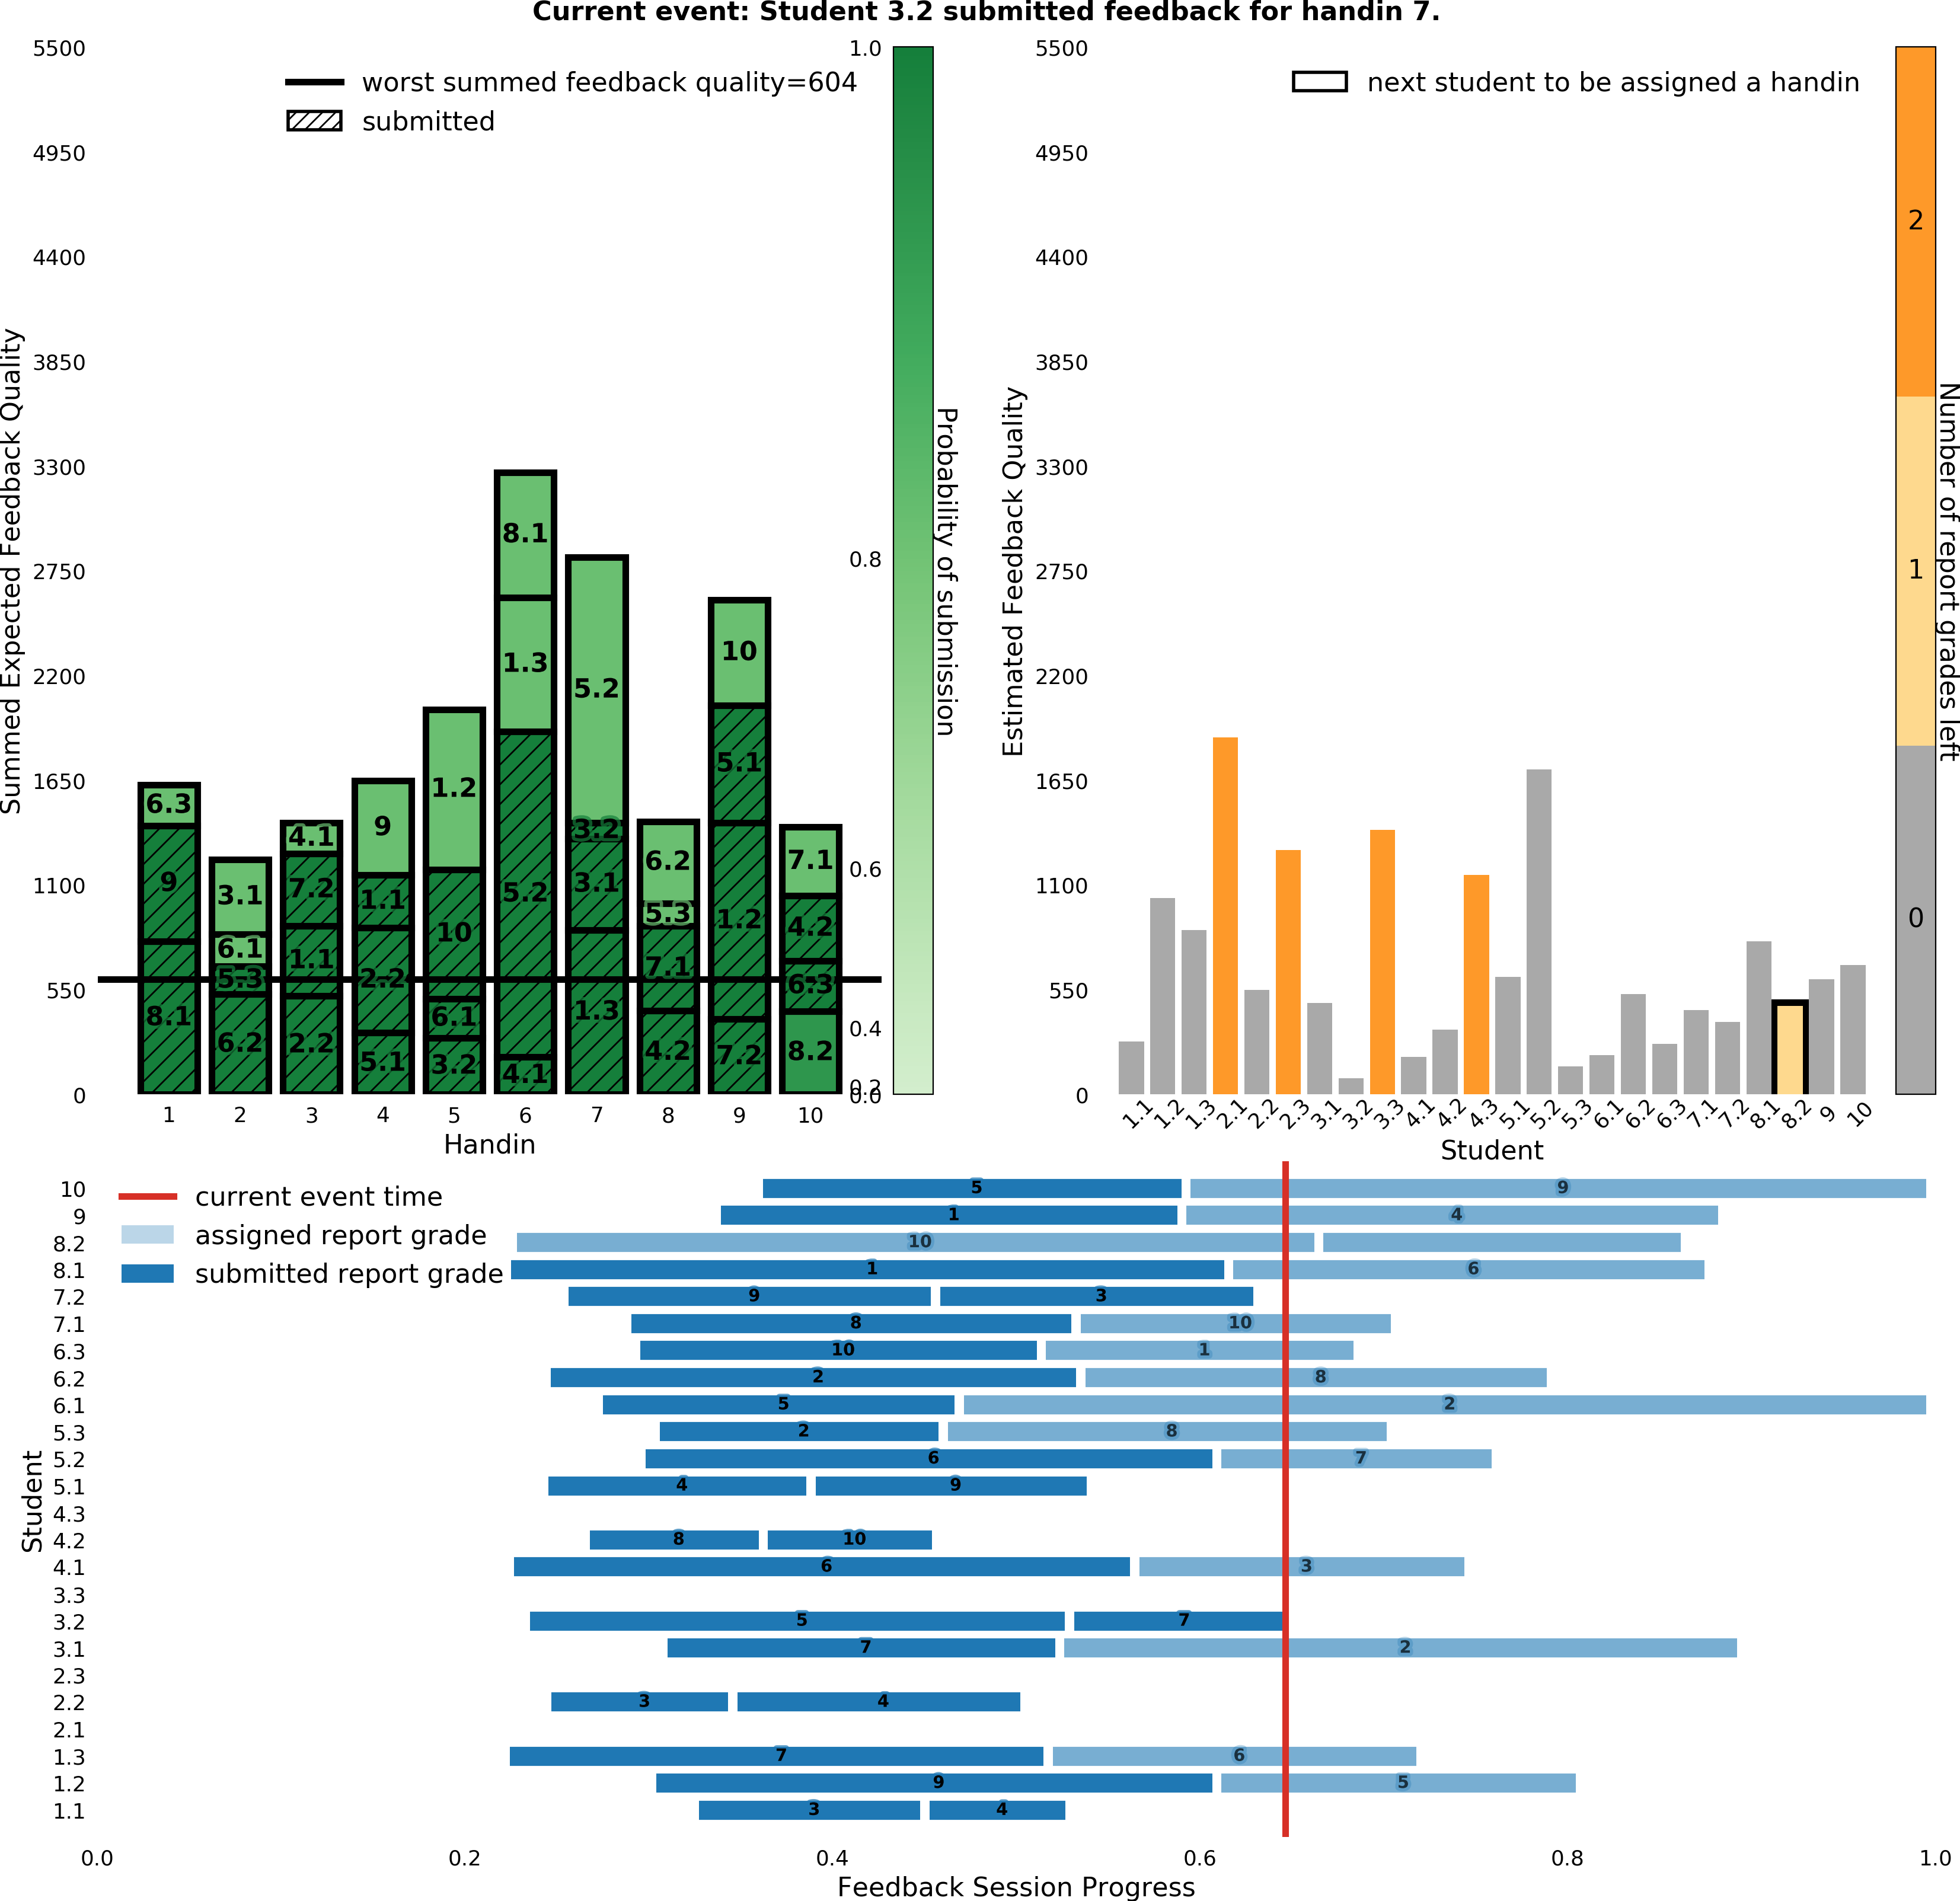 Current event: Student 3.2 submitted feedback for handin 7.
5500
4950
4400
3850
3300
2750
2200
1650
1100
550
0
Summed Expected Feedback Quality
worst summed feedback quality=604
submitted
8.1
9
6.3
6.2
5.3
6.1
3.1
2.2
1.1
7.2
4.1
5.1
2.2
1.1
9
3.2
6.1
10
1.2
4.1
5.2
1.3
8.1
1.3
3.1
3.2
5.2
4.2
7.1
5.3
6.2
7.2
1.2
5.1
10
8.2
6.3
4.2
7.1
1 2 3 4 5 6 7 8 9 10
Handin
1.0
0.8
0.6
0.4
0.2
0.0
Probability of submission
5500
4950
4400
3850
3300
2750
2200
1650
1100
550
0
Estimated Feedback Quality
next student to be assigned a handin
1.1 1.2 1.3 2.1 2.2 2.3 3.1 3.2 3.3 4.1 4.2 4.3 5.1 5.2 5.3 6.1 6.2 6.3 7.1 7.2 8.1 8.2 9 10
Student
2
1
0
Number of report grades left
current event time
assigned report grade
submitted report grade
Student
10 5 9
9 1 4
8.2 10
8.1 1 6
7.2 9 3
7.1 8 10
6.3 10 1
6.2 2 8
6.1 5 2
5.3 2 8
5.2 6 7
5.1 4 9
4.3
4.2 8 10
4.1 6 3
3.3
3.2 5 7
3.1 7 2
2.3
2.2 3 4
2.1
1.3 7 6
1.2 9 5
1.1 3 4
0.0 0.2 0.4 0.6 0.8 1.0
Feedback Session Progress